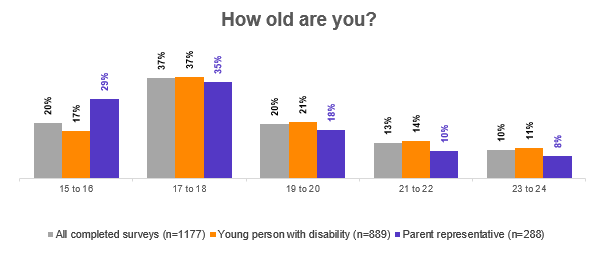 How old are you?
20% 17% 29% 37% 37% 35% 20% 21% 18% 13% 14% 10% 10% 11% 8%
15 to 16 17 to 18 19 to 20 21 to 22 23 to 24
All completed surveys (n=1177) Young person with disability (n=889) Parent representative (n=288)